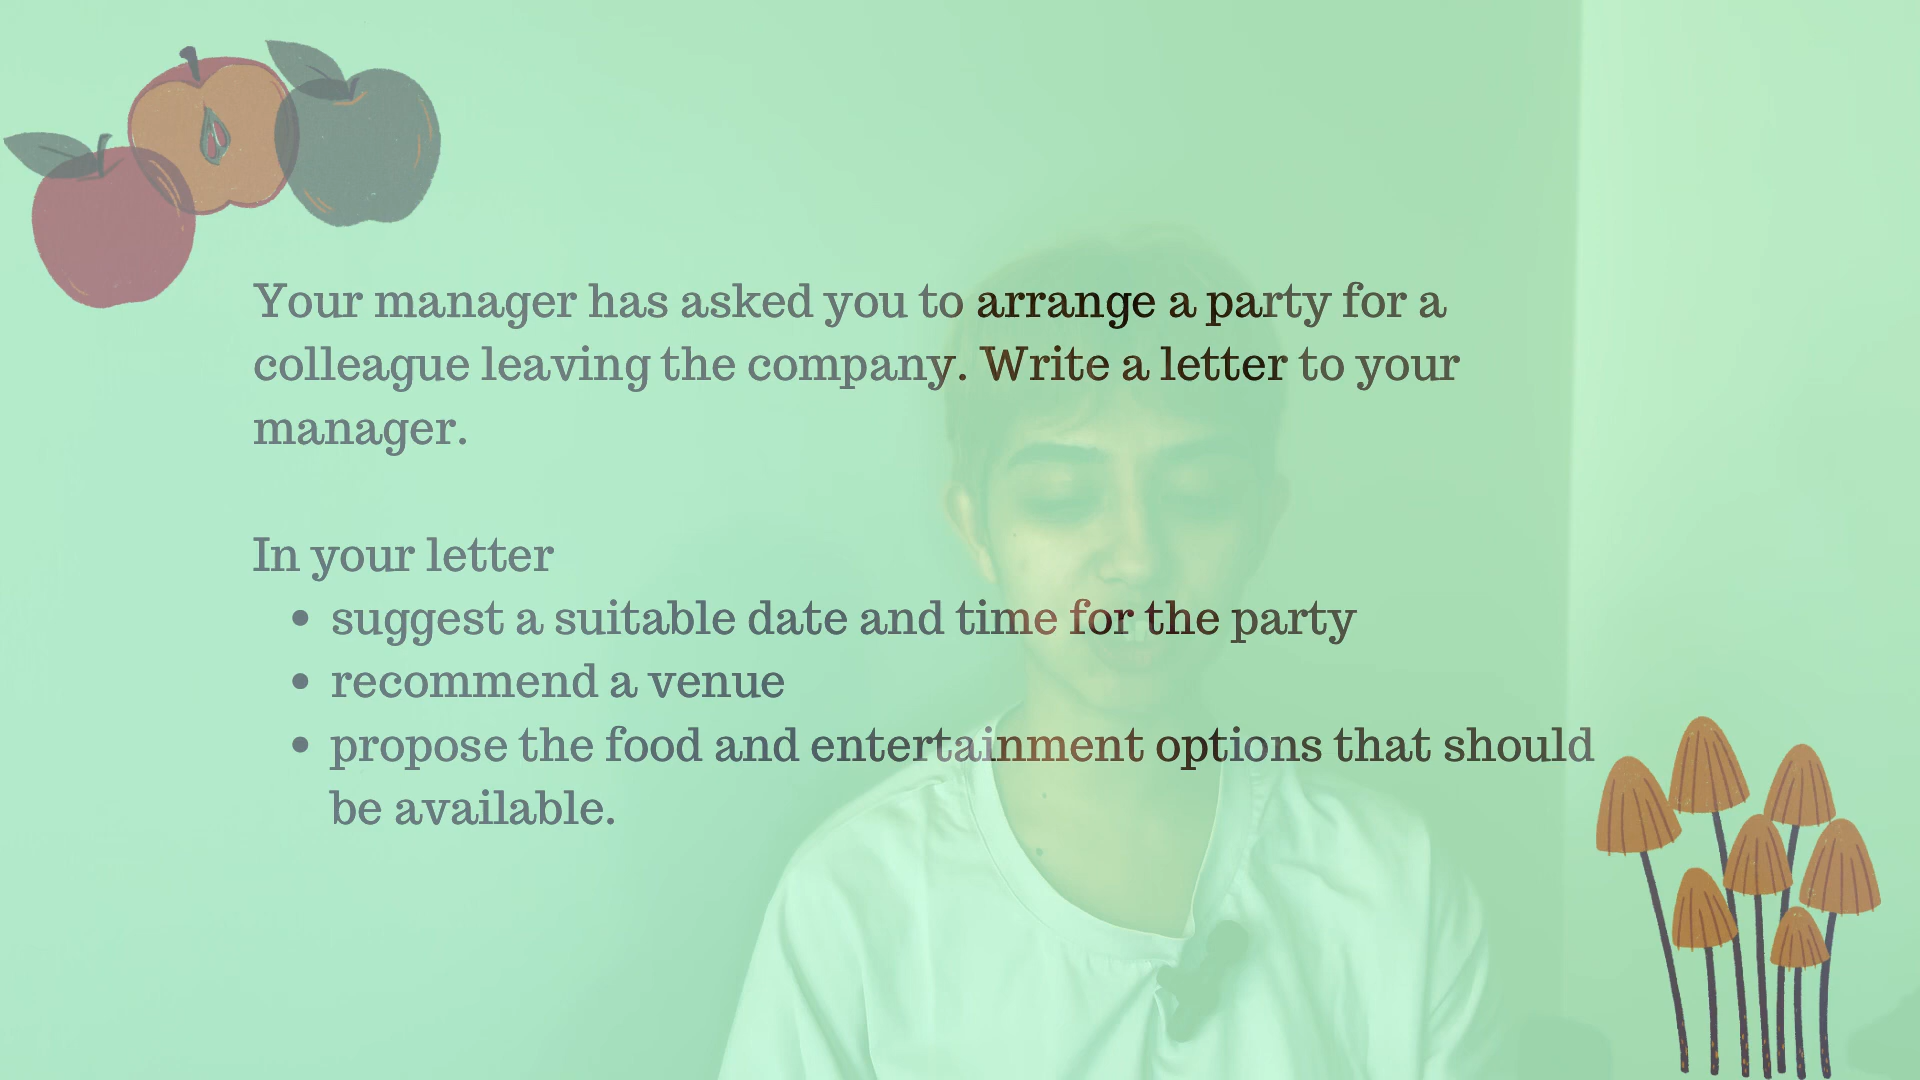 Your manager has asked you to arrange a party for a
colleague leaving the company. Write a letter to your
manager.
In your letter
• suggest a suitable date and time for the party
• recommend a venue
• propose the food and entertainment options that should
be available.